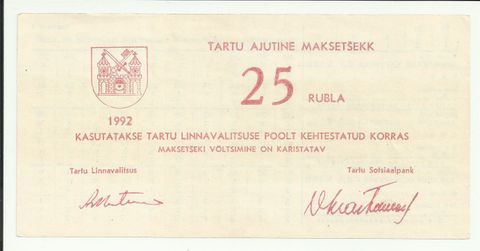 TARTU AJUTINE MAKSETŠEKK
25 RUBLA
1992
KASUTATAKSE TARTU LINNAVALITSUSE POOLT KEHTESTATUD KORRAS
MAKSETŠEKI VÕLTSIMINE ON KARISTATAV
Tartu Linnavalitsus
Tartu Sotsiaalpank